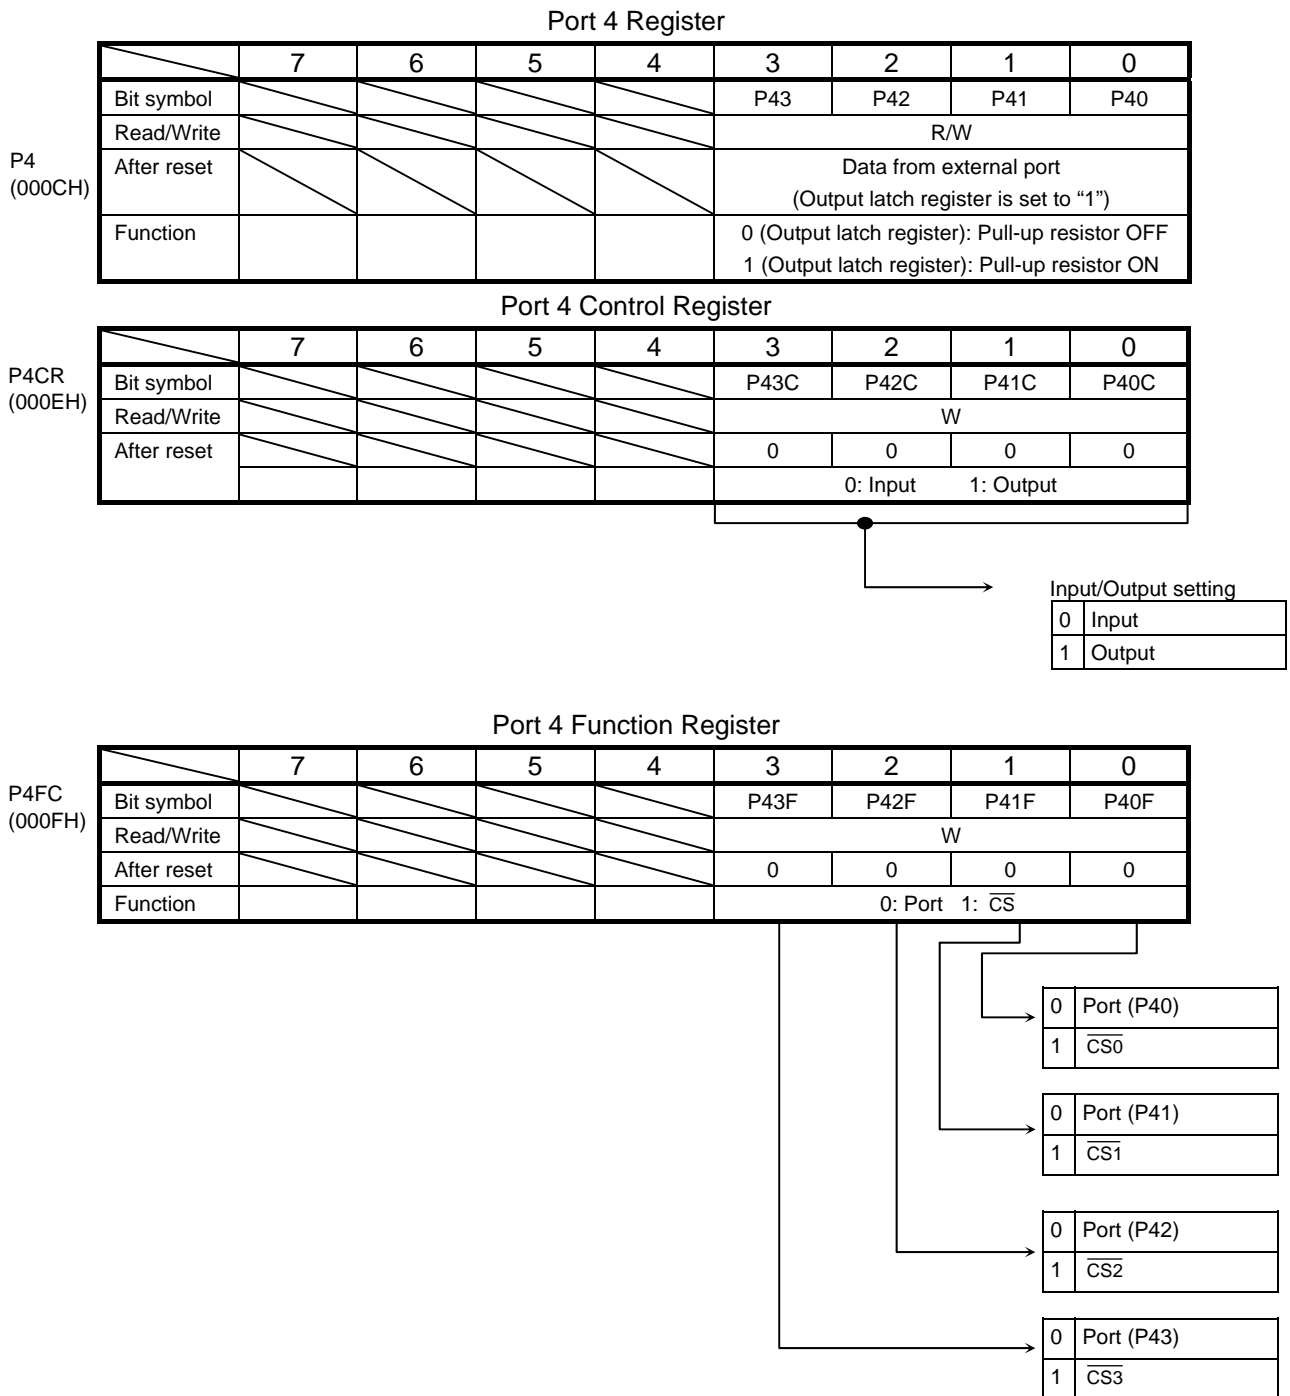 Port 4 Register
7 6 5 4 3 2 1 0
Bit symbol P43 P42 P41 P40
Read/Write R/W
P4
(000CH)
After reset Data from external port
(Output latch register is set to “1”)
Function 0 (Output latch register): Pull-up resistor OFF
1 (Output latch register): Pull-up resistor ON
Port 4 Control Register
7 6 5 4 3 2 1 0
P4CR
(000EH)
Bit symbol P43C P42C P41C P40C
Read/Write W
After reset 0 0 0 0
0: Input 1: Output
Input/Output setting
0 Input
1 Output
Port 4 Function Register
7 6 5 4 3 2 1 0
P4FC
(000FH)
Bit symbol P43F P42F P41F P40F
Read/Write W
After reset 0 0 0 0
Function 0: Port 1: C̅S̅
0 Port (P40)
1 C̅S̅0̅
0 Port (P41)
1 C̅S̅1̅
0 Port (P42)
1 C̅S̅2̅
0 Port (P43)
1 C̅S̅3̅